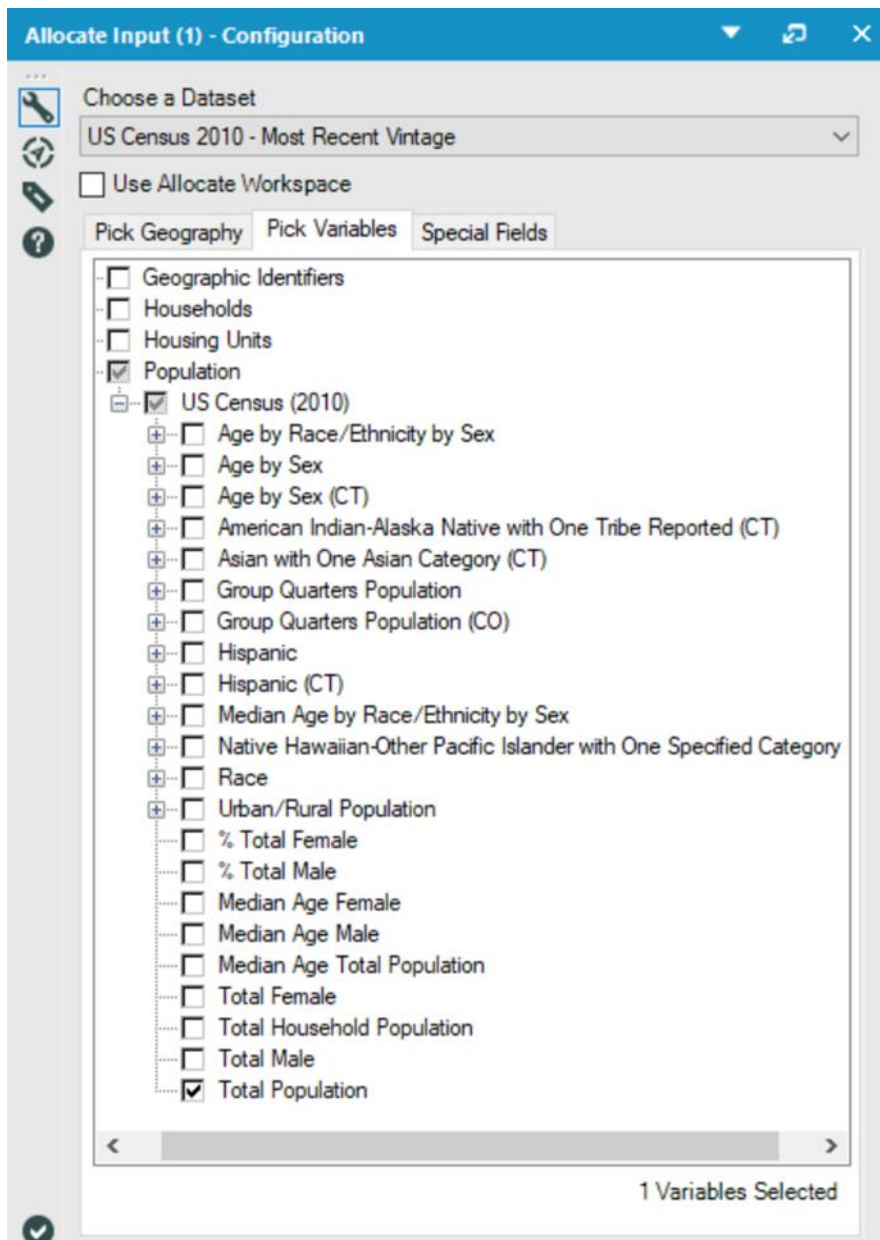 Allocate Input (1) - Configuration
Choose a Dataset
US Census 2010 - Most Recent Vintage
Use Allocate Workspace
Pick Geography Pick Variables Special Fields
Geographic Identifiers
Households
Housing Units
Population
US Census (2010)
Age by Race/Ethnicity by Sex
Age by Sex
Age by Sex (CT)
American Indian-Alaska Native with One Tribe Reported (CT)
Asian with One Asian Category (CT)
Group Quarters Population
Group Quarters Population (CO)
Hispanic
Hispanic (CT)
Median Age by Race/Ethnicity by Sex
Native Hawaiian-Other Pacific Islander with One Specified Category
Race
Urban/Rural Population
% Total Female
% Total Male
Median Age Female
Median Age Male
Median Age Total Population
Total Female
Total Household Population
Total Male
Total Population
1 Variables Selected